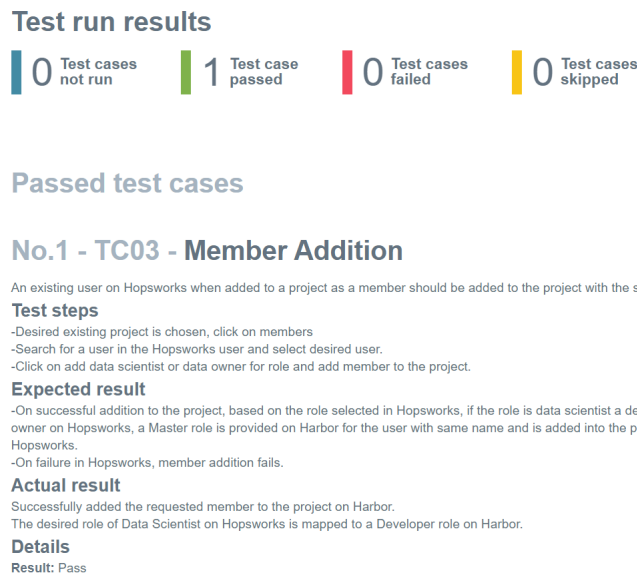 Test run results
0 Test cases not run
1 Test case passed
0 Test cases failed
0 Test cases skipped
Passed test cases
No.1 - TC03 - Member Addition
An existing user on Hopsworks when added to a project as a member should be added to the project with the
Test steps
-Desired existing project is chosen, click on members
-Search for a user in the Hopsworks user and select desired user.
-Click on add data scientist or data owner for role and add member to the project.
Expected result
-On successful addition to the project, based on the role selected in Hopsworks, if the role is data scientist a
owner on Hopsworks, a Master role is provided on Harbor for the user with same name and is added into the
Hopsworks.
-On failure in Hopsworks, member addition fails.
Actual result
Successfully added the requested member to the project on Harbor.
The desired role of Data Scientist on Hopsworks is mapped to a Developer role on Harbor.
Details
Result: Pass